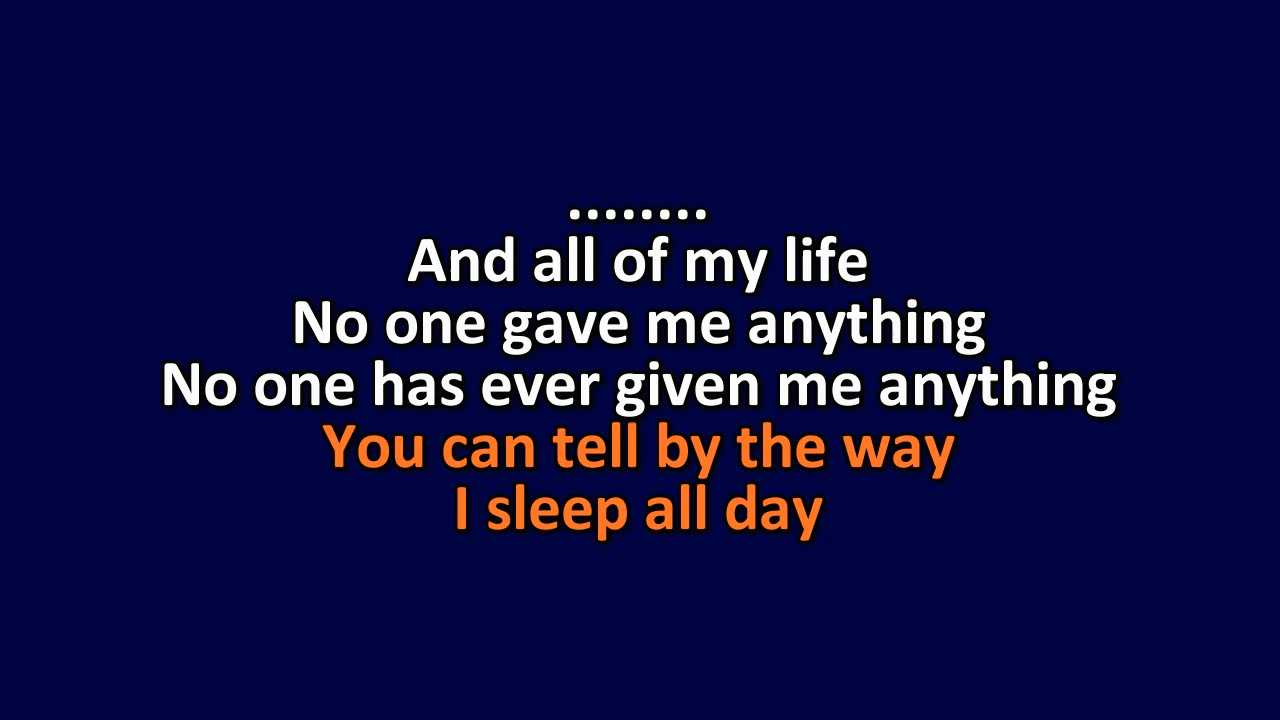 ........
And all of my life
No one gave me anything
No one has ever given me anything
You can tell by the way
I sleep all day